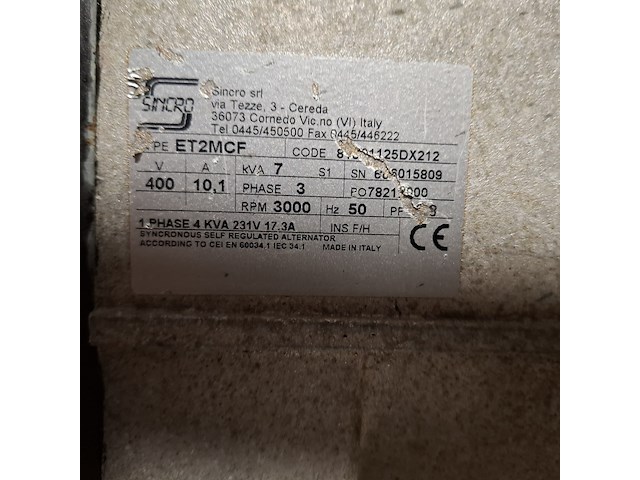 SINCRO
Sincro srl
via Tezze, 3 - Cereda
36073 Cornedo Vic.no (VI) Italy
Tel 0445/450500 Fax 0445/446222
ET2MCF CODE
V A kVA 7 S1 SN
400 10,1 PHASE 3
RPM 3000 Hz 50 PF
1 PHASE 4 KVA 231V 17.3A INS F/H
SYNCRONOUS SELF REGULATED ALTERNATOR
ACCORDING TO CEI EN 60034.1 IEC 34.1 MADE IN ITALY
CE